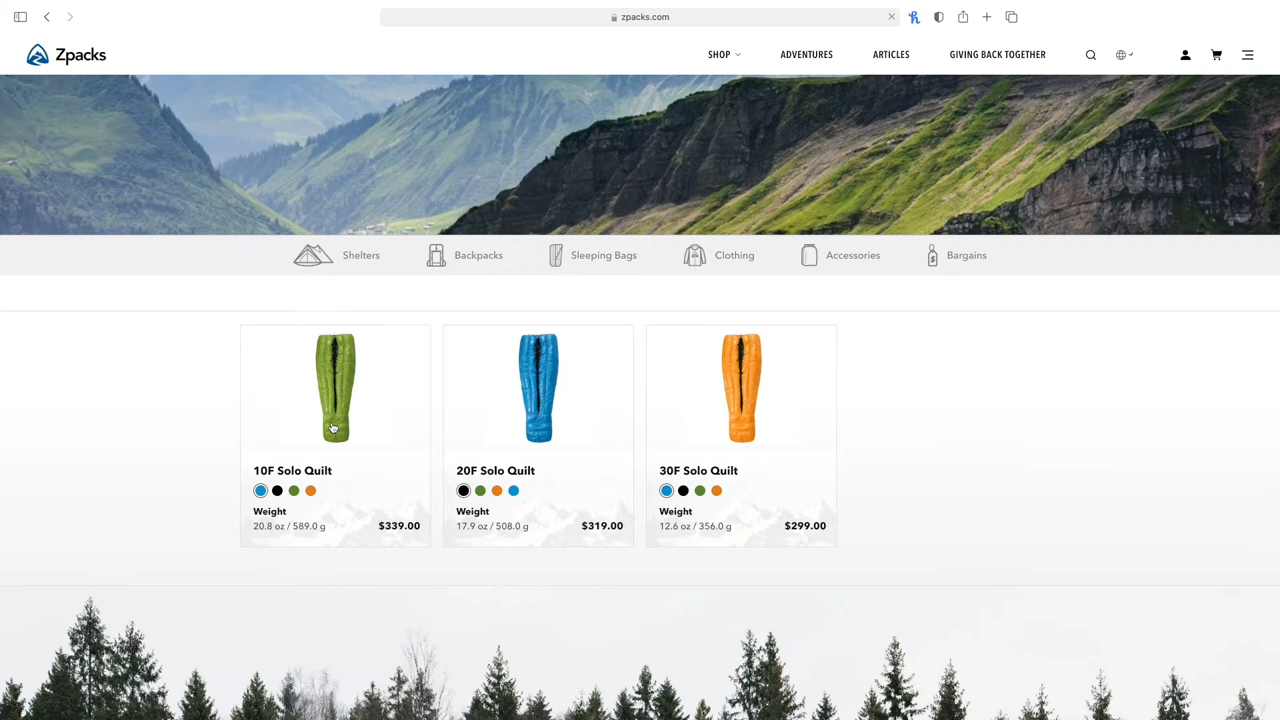 zpacks.com
Zpacks
SHOP
ADVENTURES
ARTICLES
GIVING BACK TOGETHER
Shelters
Backpacks
$
Sleeping Bags
Clothing
Accessories
Bargains
10F Solo Quilt
Weight
20.8 oz / 589.0 g
$339.00
20F Solo Quilt
Weight
17.9 oz / 508.0 g
$319.00
30F Solo Quilt
Weight
12.6 oz / 356.0 g
$299.00